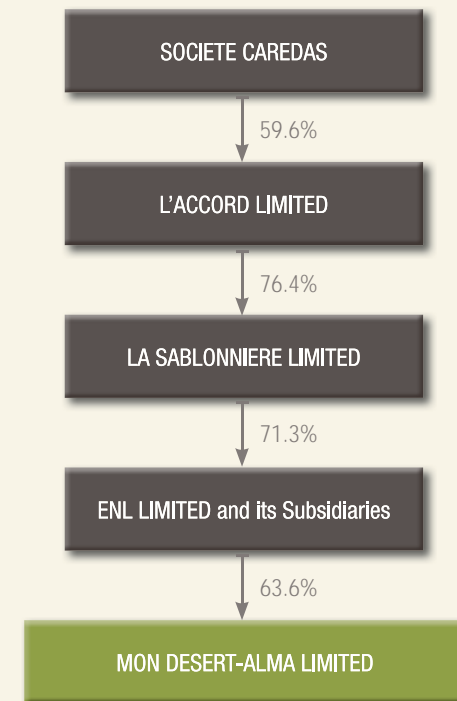 SOCIETE CAREDAS
59.6%
L'ACCORD LIMITED
76.4%
LA SABLONNIERE LIMITED
71.3%
ENL LIMITED and its Subsidiaries
63.6%
MON DESERT-ALMA LIMITED